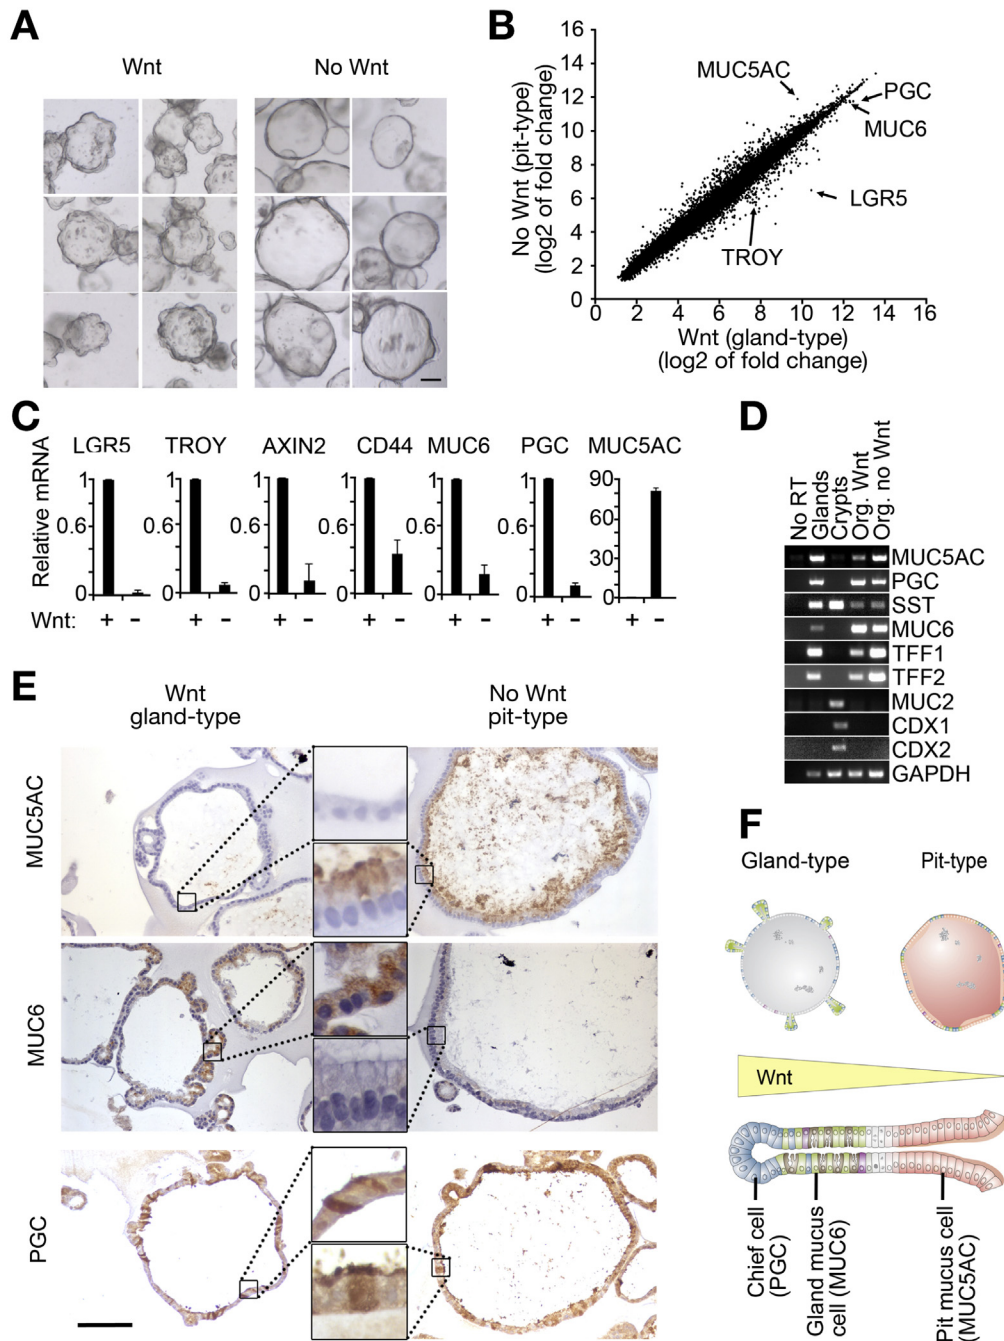 A
Wnt
No Wnt
B
No Wnt (pit-type)
(log2 of fold change)
16
14
12
10
8
6
4
2
0
MUC5AC
PGC
MUC6
LGR5
TROY
0 2 4 6 8 10 12 14 16
Wnt (gland-type)
(log2 of fold change)
C
LGR5 TROY AXIN2 CD44 MUC6 PGC MUC5AC
Relative mRNA
1 1 1 1 1 1 90
0.6 0.6 0.6 0.6 0.6 0.6 60
30
0 0 0 0 0 0 0
Wnt: + - + - + - + - + - + - + -
D
No RT
Glands
Crypts
Org. Wnt
Org. no Wnt
MUC5AC
PGC
SST
MUC6
TFF1
TFF2
MUC2
CDX1
CDX2
GAPDH
E
Wnt
gland-type
No Wnt
pit-type
MUC5AC
MUC6
PGC
F
Gland-type
Pit-type
Wnt
Chief cell
(PGC)
Gland mucus
cell (MUC6)
Pit mucus cell
(MUC5AC)